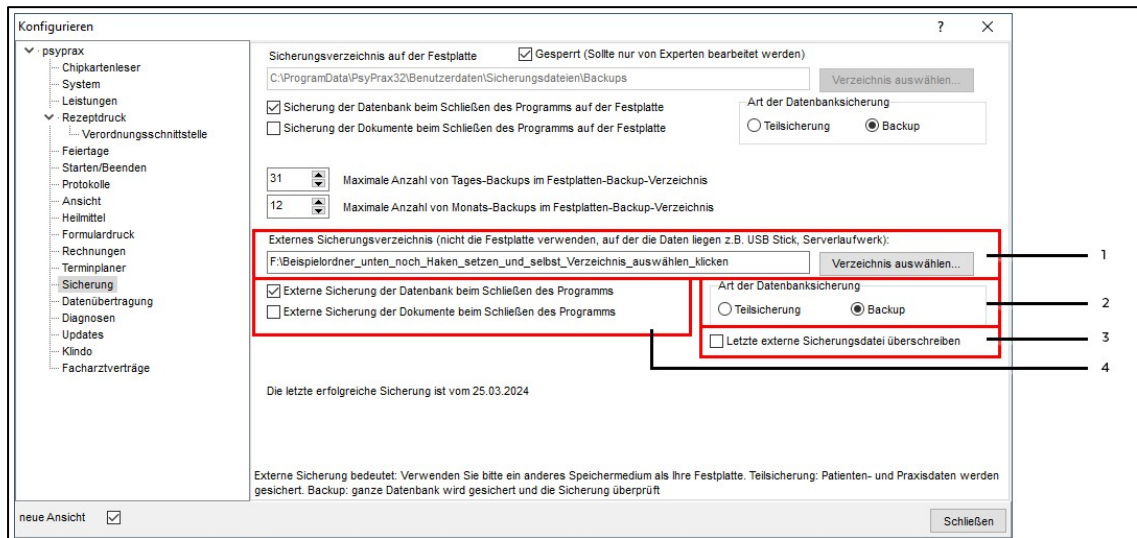 Konfigurieren
?
psyprax
Chipkartenleser
System
Leistungen
Rezeptdruck
Verordnungsschnittstelle
Feiertage
Starten/Beenden
Protokolle
Ansicht
Heilmittel
Formulardruck
Rechnungen
Terminplaner
Sicherung
Datenübertragung
Diagnosen
Updates
Klindo
Facharztverträge
Sicherungsverzeichnis auf der Festplatte
Gesperrt (Sollte nur von Experten bearbeitet werden)
C:\ProgramData\PsyPrax32\Benutzerdaten\Sicherungsdateien\Backups
Verzeichnis auswählen...
Sicherung der Datenbank beim Schließen des Programms auf der Festplatte
Sicherung der Dokumente beim Schließen des Programms auf der Festplatte
Art der Datenbanksicherung
Teilsicherung
Backup
31
Maximale Anzahl von Tages-Backups im Festplatten-Backup-Verzeichnis
12
Maximale Anzahl von Monats-Backups im Festplatten-Backup-Verzeichnis
Externes Sicherungsverzeichnis (nicht die Festplatte verwenden, auf der die Daten liegen z.B. USB Stick, Serverlaufwerk):
F:\Beispielordner_unten_noch_Haken_setzen_und_selbst_Verzeichnis_auswählen_klicken
Verzeichnis auswählen...
1
Externe Sicherung der Datenbank beim Schließen des Programms
Externe Sicherung der Dokumente beim Schließen des Programms
Art der Datenbanksicherung
Teilsicherung
Backup
2
Letzte externe Sicherungsdatei überschreiben
3
4
Die letzte erfolgreiche Sicherung ist vom 25.03.2024
Externe Sicherung bedeutet: Verwenden Sie bitte ein anderes Speichermedium als Ihre Festplatte. Teilsicherung: Patienten- und Praxisdaten werden
gesichert. Backup: ganze Datenbank wird gesichert und die Sicherung überprüft
neue Ansicht
Schließen